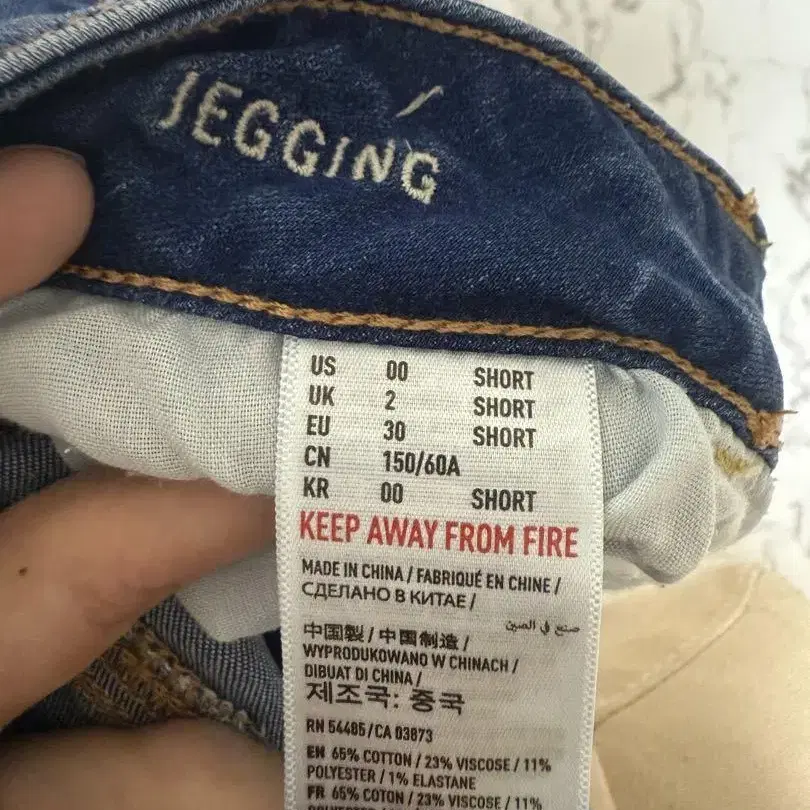 JEGGING
US 00 SHORT
UK 2 SHORT
EU 30 SHORT
CN 150/60A
KR 00 SHORT
KEEP AWAY FROM FIRE
MADE IN CHINA / FABRIQUÉ EN CHINE /
СДЕЛАНО В КИТАЕ /
صنع في الصين
中国製 / 中国制造 /
WYPRODUKOWANO W CHINACH /
DIBUAT DI CHINA /
제조국: 중국
RN 54485 / CA 03873
EN 65% COTTON / 23% VISCOSE / 11%
POLYESTER / 1% ELASTANE
FR 65% COTON / 23% VISCOSE / 11%